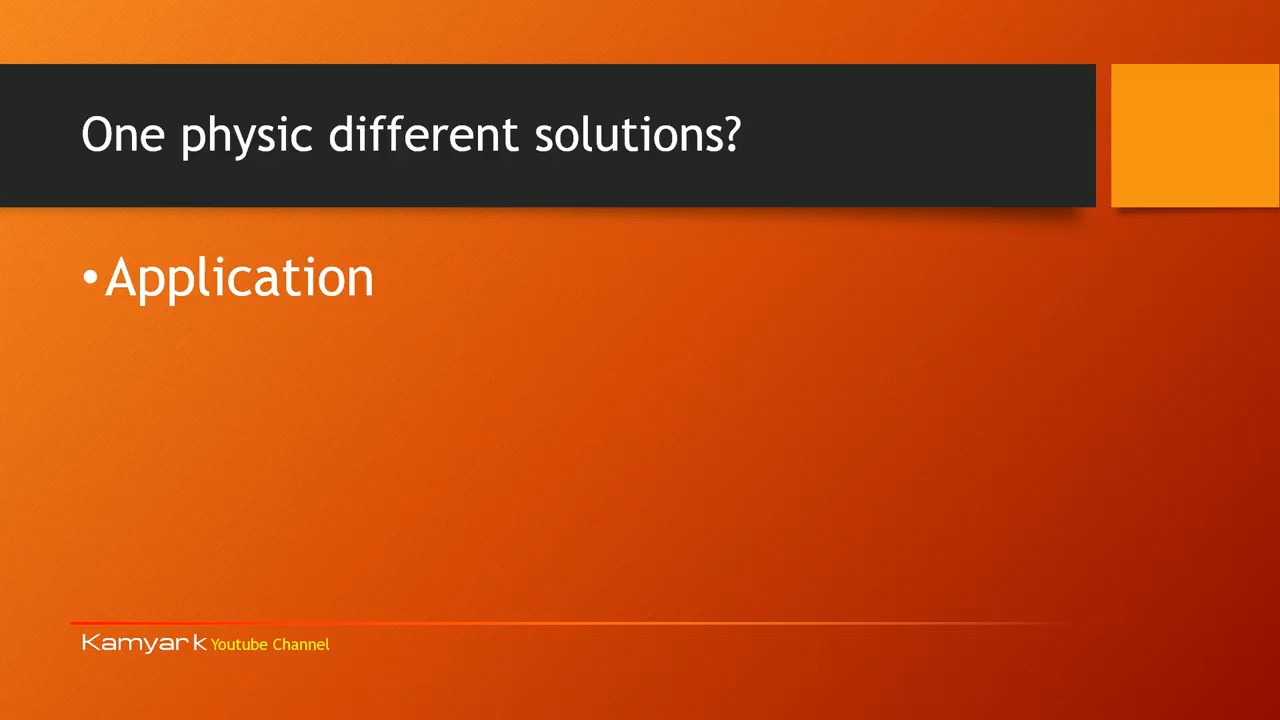 One physic different solutions?
•Application
Kamyar k Youtube Channel